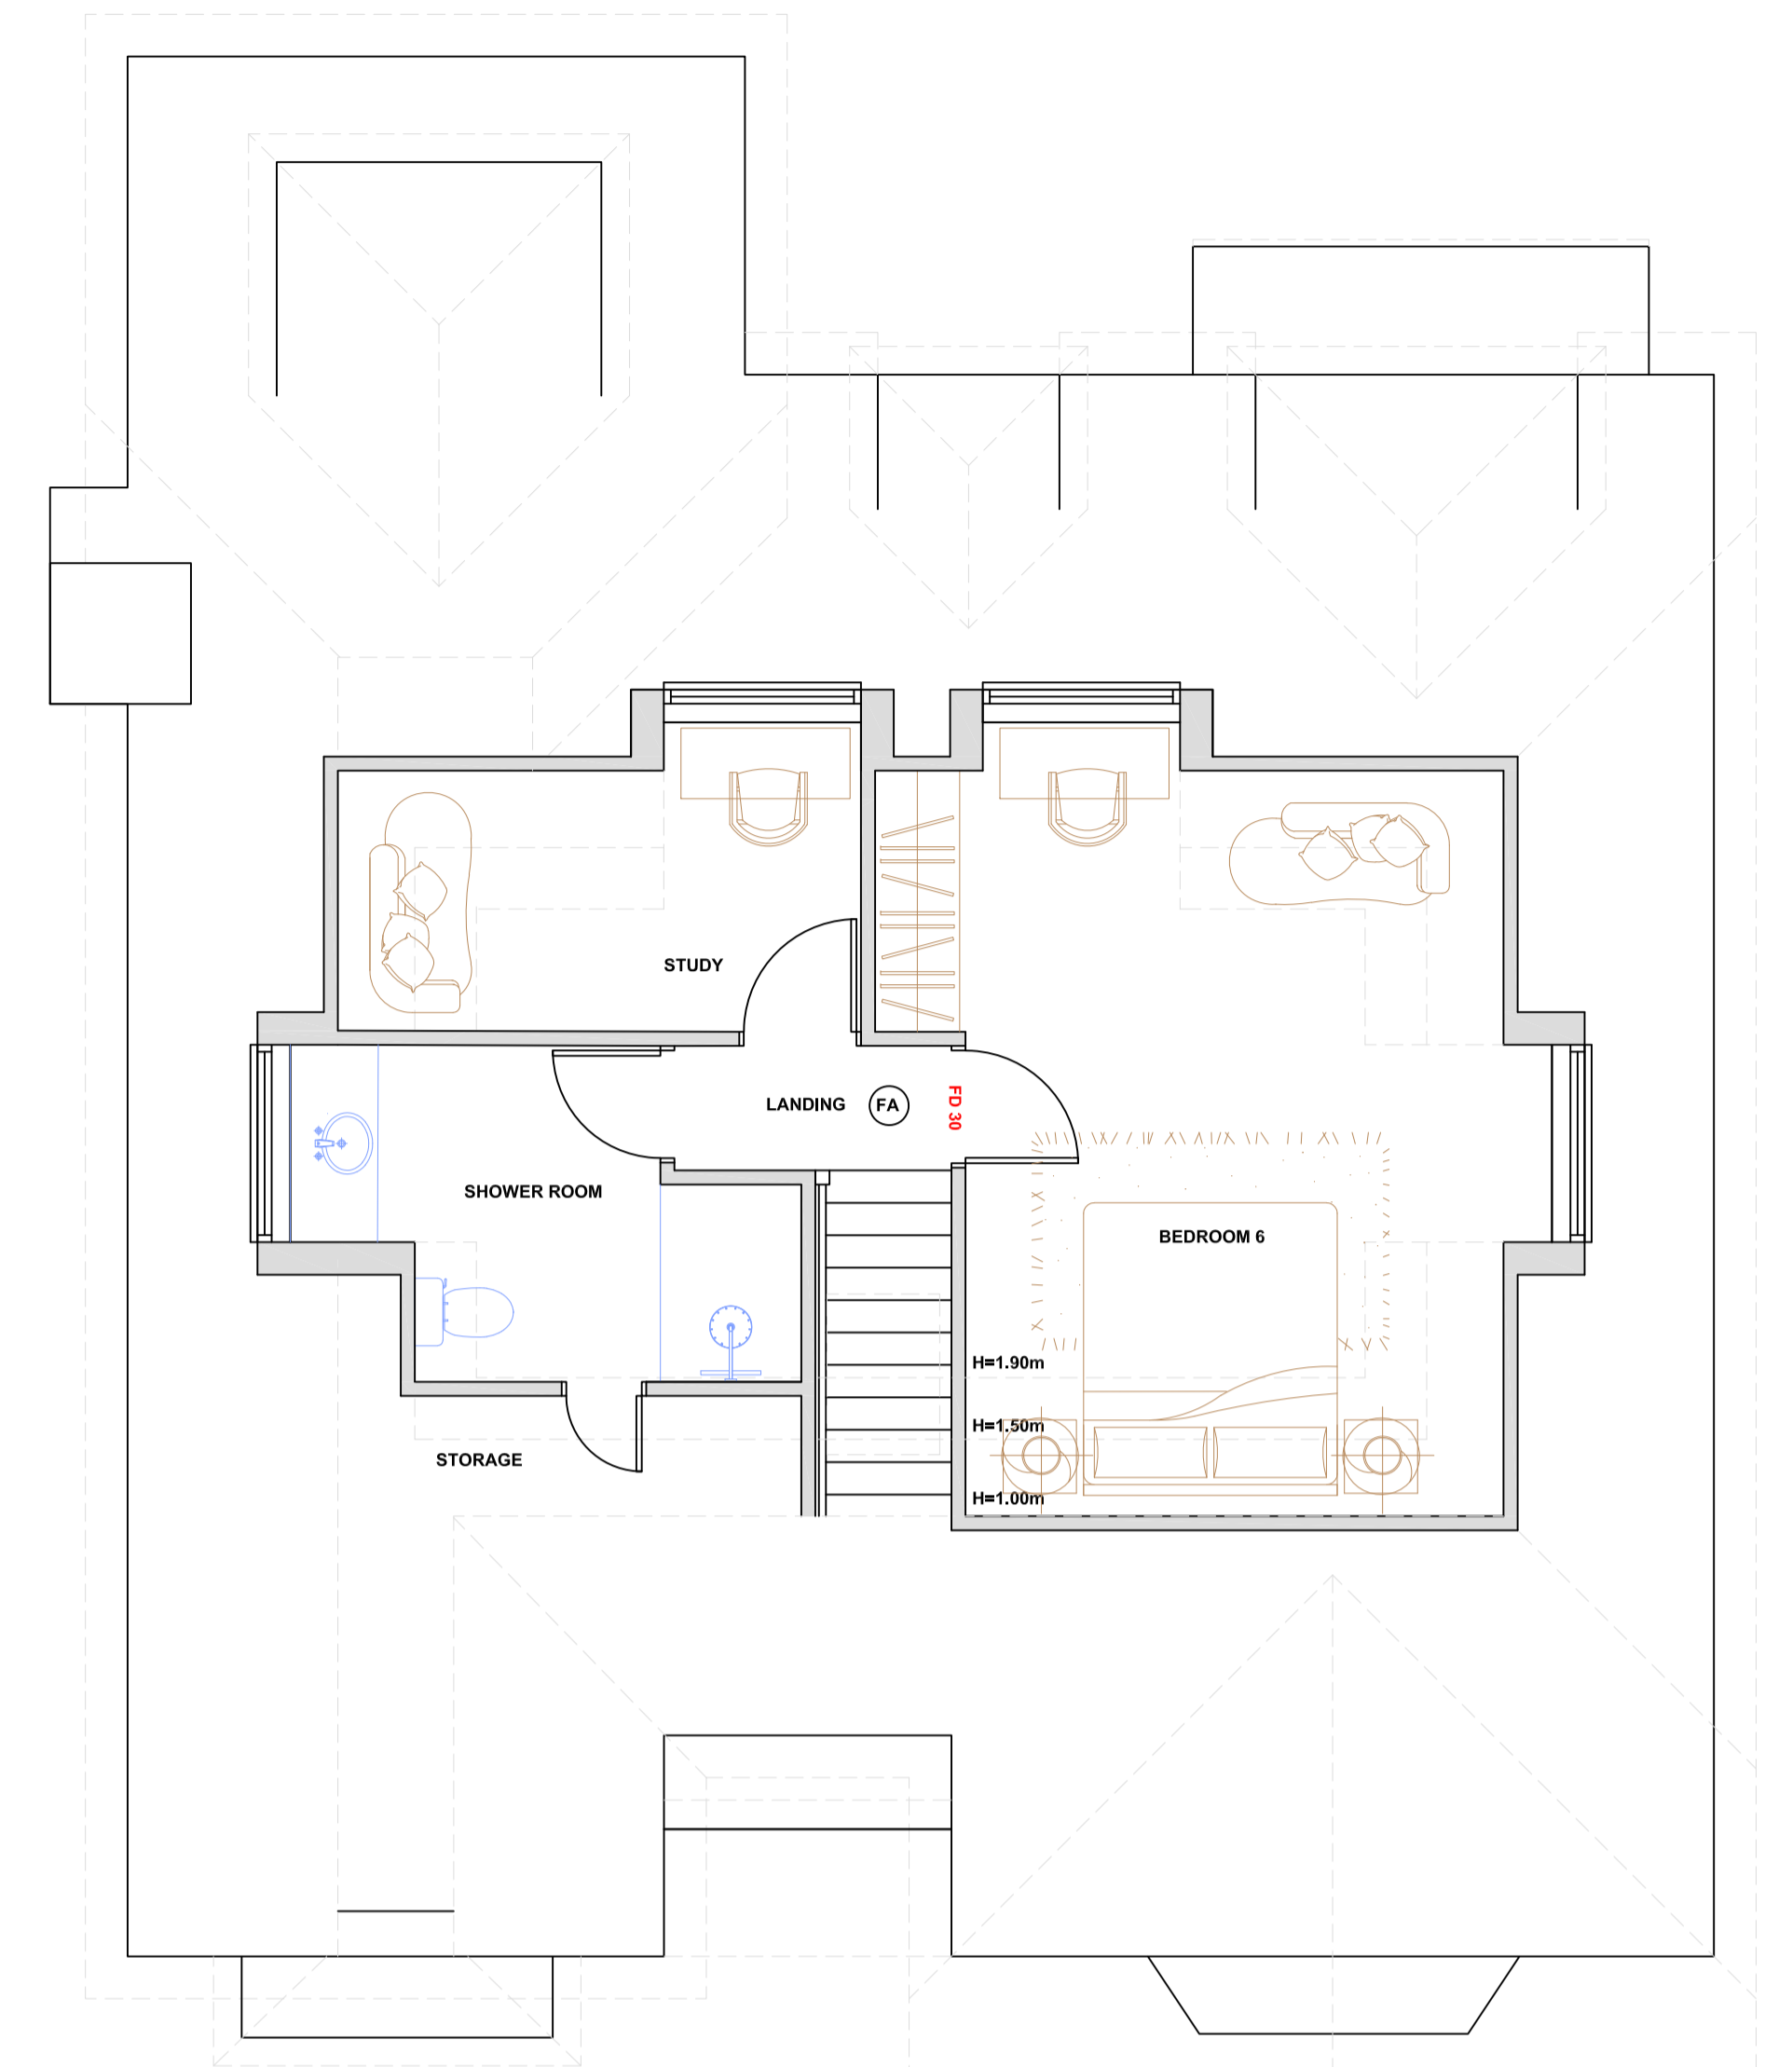 STUDY
LANDING
FA
FD 30
SHOWER ROOM
BEDROOM 6
H=1.90m
H=1.50m
STORAGE
H=1.00m